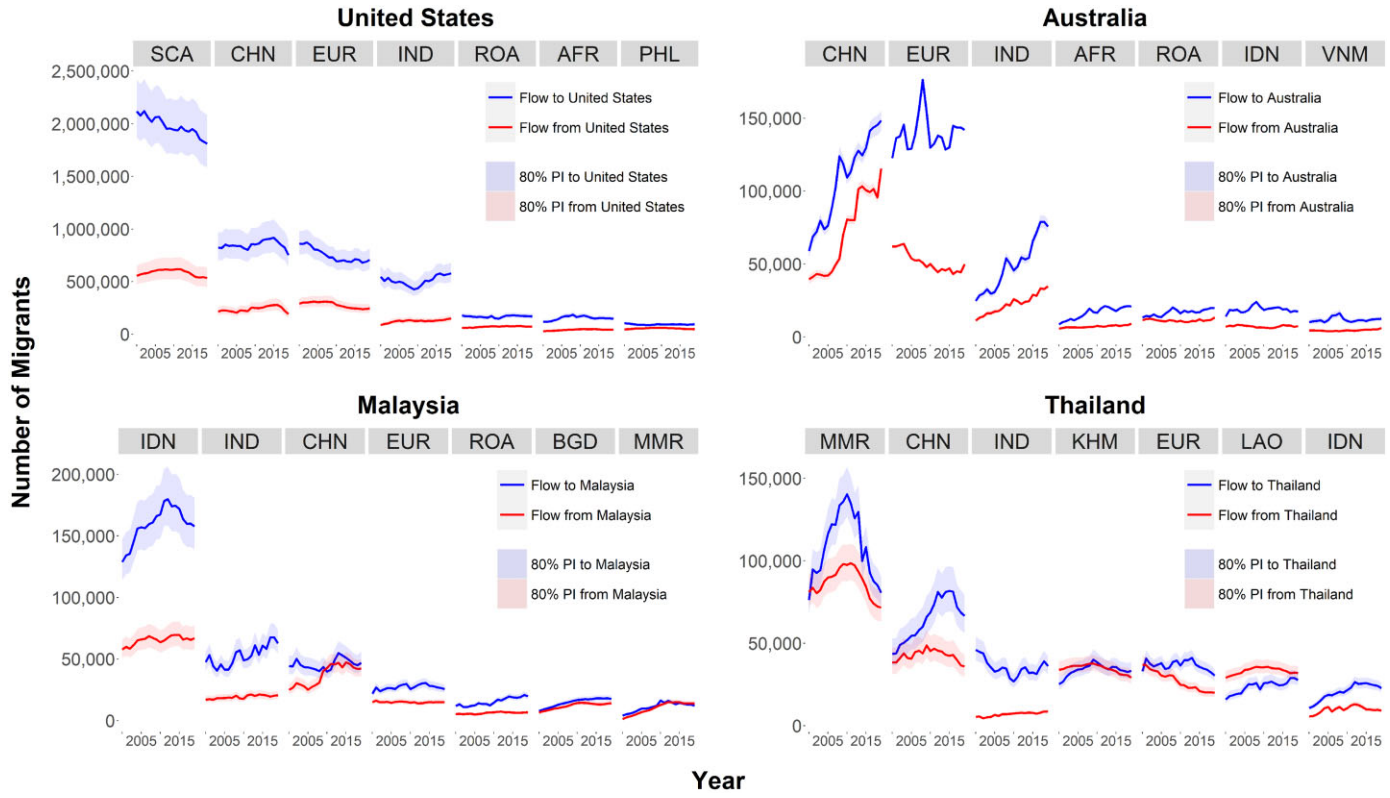 United States
SCA CHN EUR IND ROA AFR PHL
2,500,000
2,000,000
1,500,000
1,000,000
500,000
0
Flow to United States
Flow from United States
80% PI to United States
80% PI from United States
2005 2015 2005 2015 2005 2015 2005 2015 2005 2015 2005 2015 2005 2015
Australia
CHN EUR IND AFR ROA IDN VNM
150,000
100,000
50,000
0
Flow to Australia
Flow from Australia
80% PI to Australia
80% PI from Australia
2005 2015 2005 2015 2005 2015 2005 2015 2005 2015 2005 2015 2005 2015
Number of Migrants
Malaysia
IDN IND CHN EUR ROA BGD MMR
200,000
150,000
100,000
50,000
0
Flow to Malaysia
Flow from Malaysia
80% PI to Malaysia
80% PI from Malaysia
2005 2015 2005 2015 2005 2015 2005 2015 2005 2015 2005 2015 2005 2015
Thailand
MMR CHN IND KHM EUR LAO IDN
150,000
100,000
50,000
0
Flow to Thailand
Flow from Thailand
80% PI to Thailand
80% PI from Thailand
2005 2015 2005 2015 2005 2015 2005 2015 2005 2015 2005 2015 2005 2015
Year